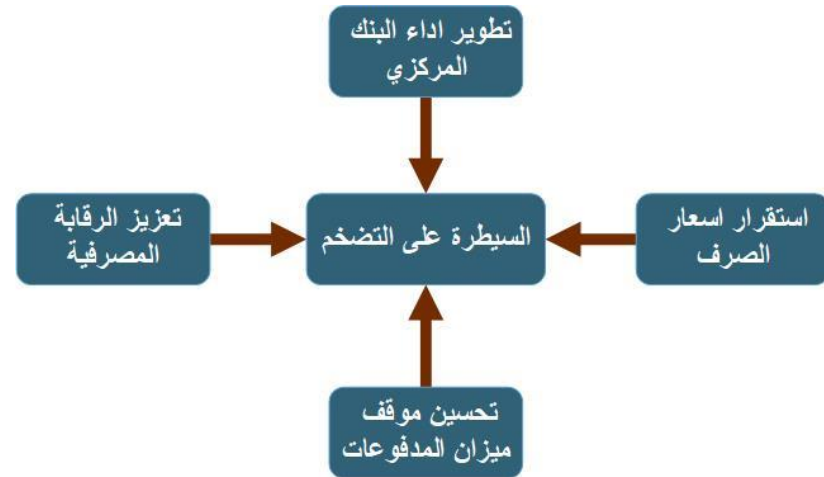 تطوير اداء البنك
المركزي
استقرار اسعار
الصرف
السيطرة على التضخم
تعزيز الرقابة
المصرفية
تحسين موقف
ميزان المدفوعات